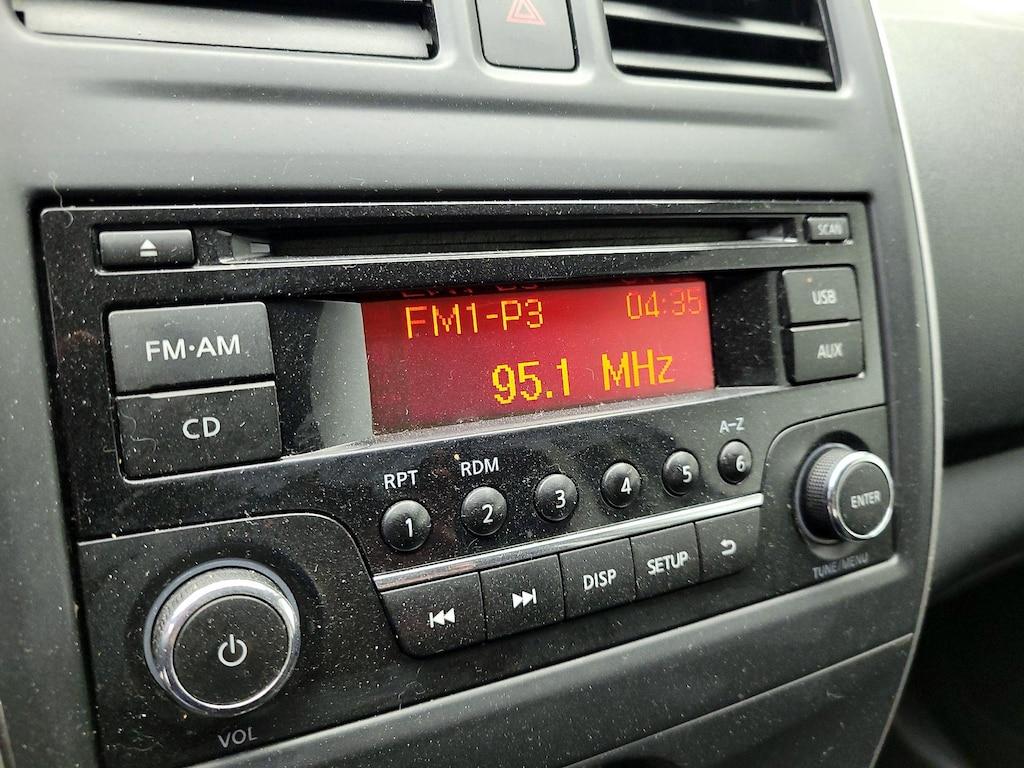 SCAN
FM·AM
CD
FM1-P3 04:35
95.1 MHz
USB
AUX
RPT RDM A-Z
1 2 3 4 5 6
DISP SETUP
ENTER
TUNE/MENU
VOL